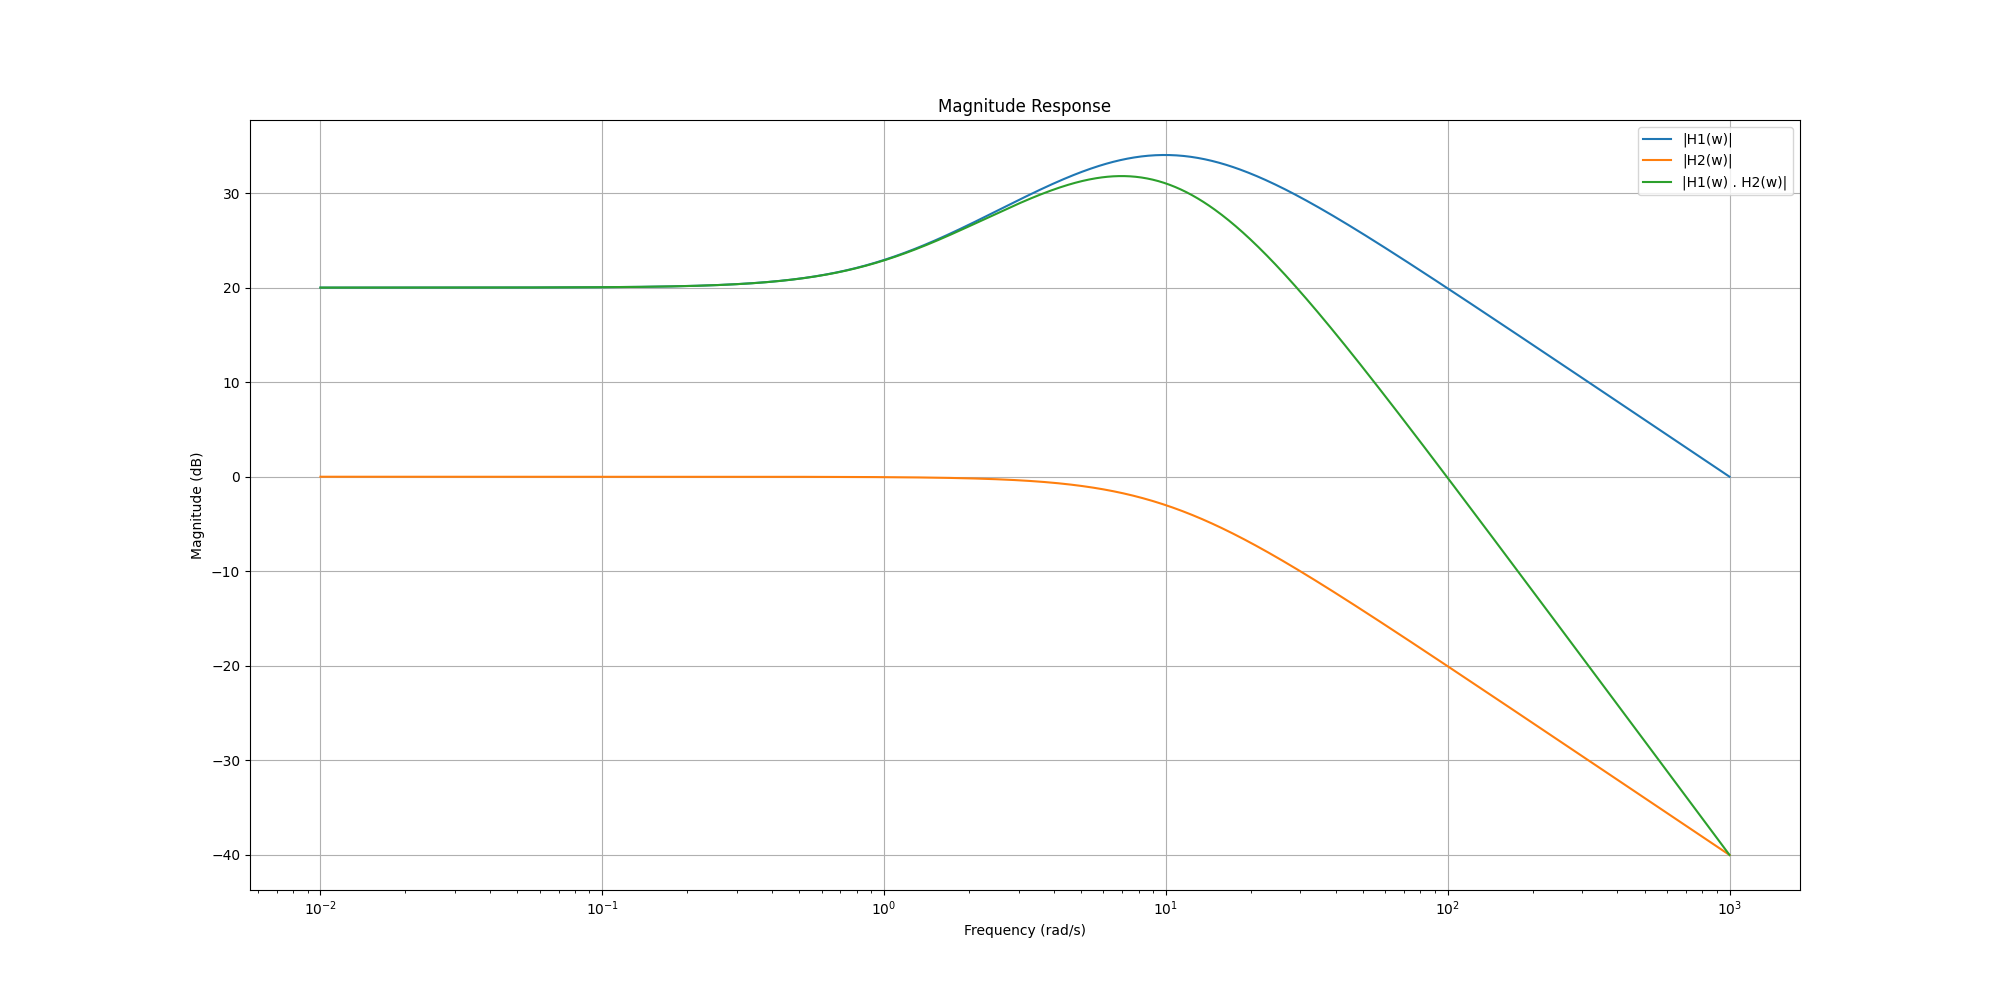 Magnitude Response
|H1(w)|
|H2(w)|
|H1(w) . H2(w)|
Magnitude (dB)
30
20
10
0
−10
−20
−30
−40
10⁻² 10⁻¹ 10⁰ 10¹ 10² 10³
Frequency (rad/s)